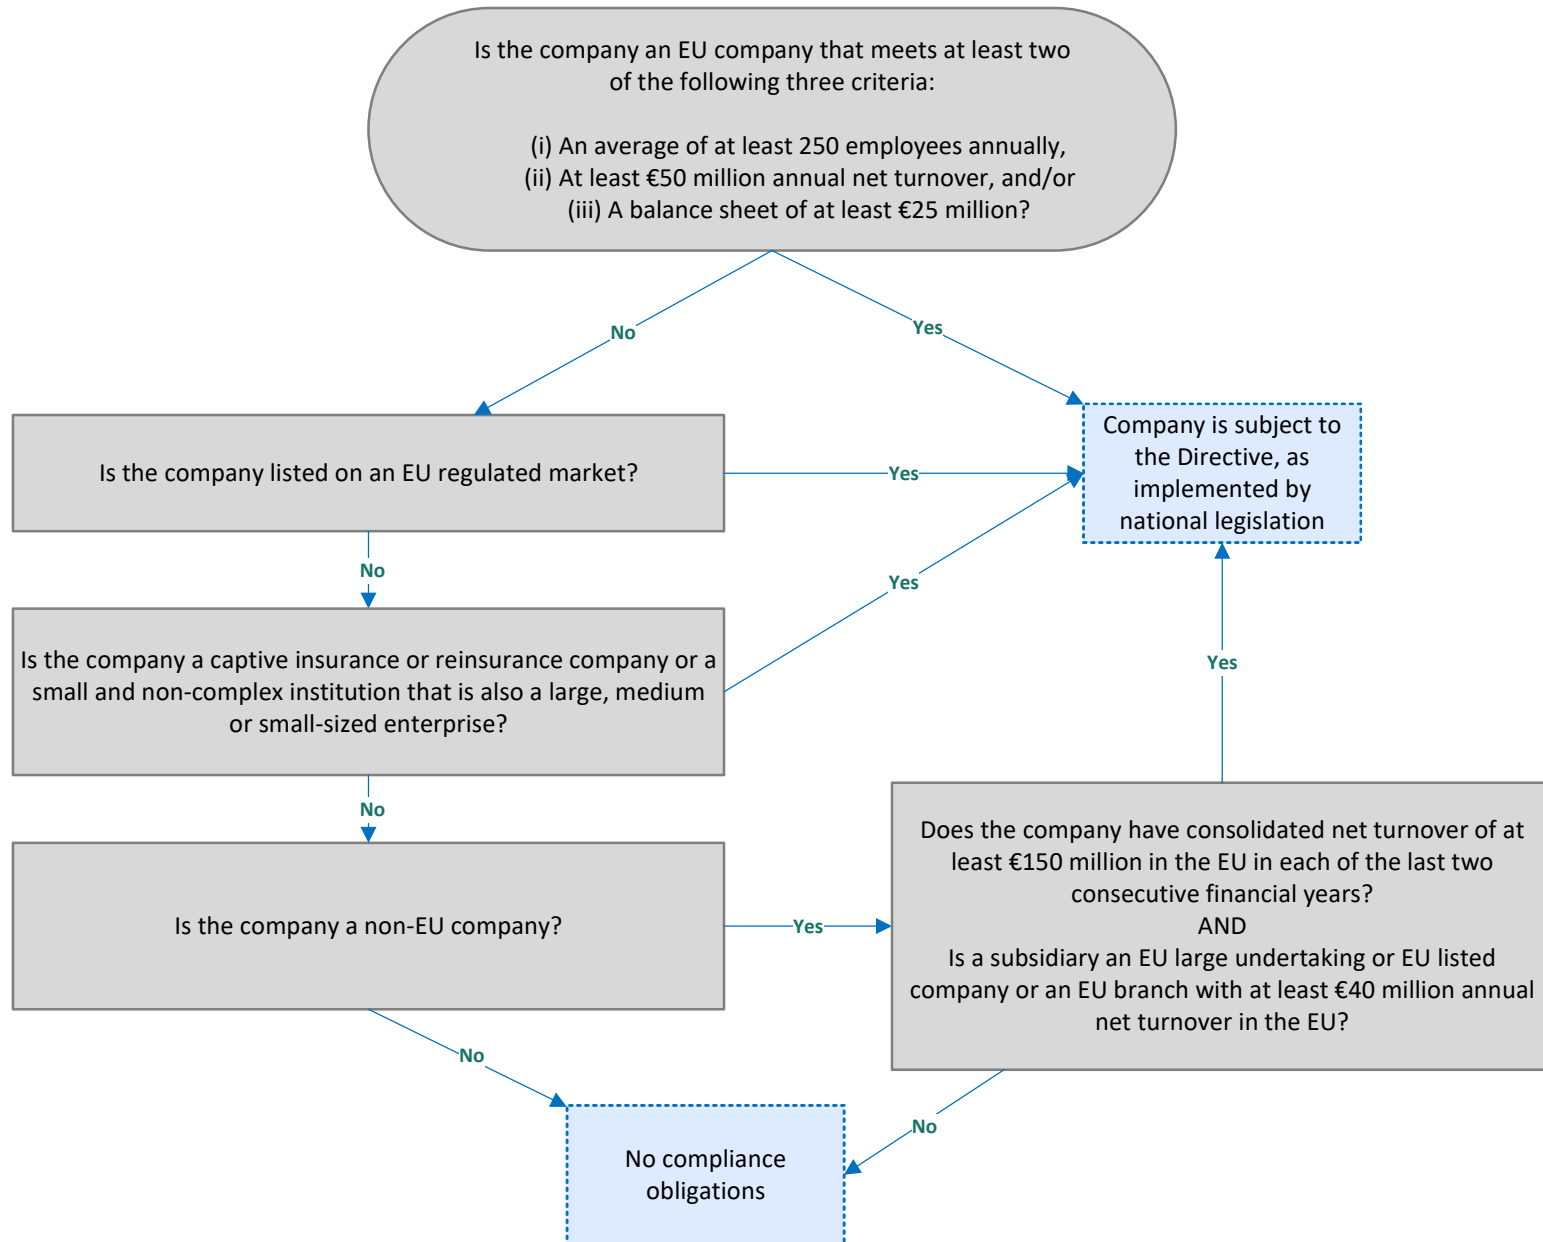 Is the company an EU company that meets at least two
of the following three criteria:
(i) An average of at least 250 employees annually,
(ii) At least €50 million annual net turnover, and/or
(iii) A balance sheet of at least €25 million?
No
Yes
Is the company listed on an EU regulated market?
Yes
Company is subject to
the Directive, as
implemented by
national legislation
No
Yes
Is the company a captive insurance or reinsurance company or a
small and non-complex institution that is also a large, medium
or small-sized enterprise?
Yes
No
Is the company a non-EU company?
Yes
Does the company have consolidated net turnover of at
least €150 million in the EU in each of the last two
consecutive financial years?
AND
Is a subsidiary an EU large undertaking or EU listed
company or an EU branch with at least €40 million annual
net turnover in the EU?
No
No
No compliance
obligations